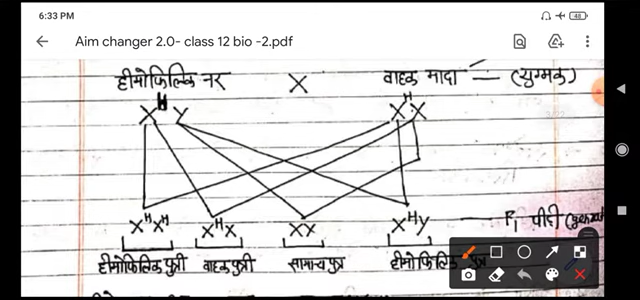 6:33 PM 48
Aim changer 2.0- class 12 bio -2.pdf
हीमोफिलिक नर X वाहक मादा — (युग्मक)
XᴴY XᴴX
XᴴXᴴ XᴴX XX XᴴY — F₁ पीढ़ी
हीमोफिलिक पुत्री वाहक पुत्री सामान्य पुत्र हीमोफिलिक पुत्र